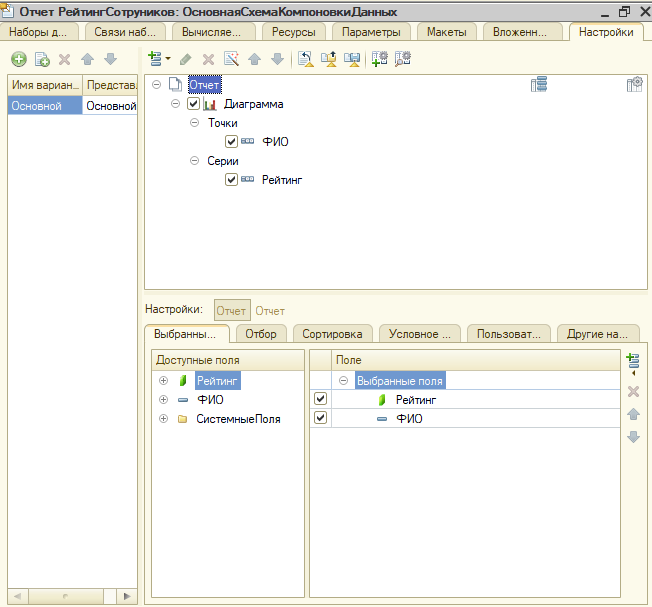 Отчет РейтингСотруников: ОсновнаяСхемаКомпоновкиДанных
Наборы д... Связи наб... Вычисляе... Ресурсы Параметры Макеты Вложенн... Настройки
Имя вариан... Представл
Основной Основной
Отчет
Диаграмма
Точки
ФИО
Серии
Рейтинг
Настройки: Отчет Отчет
Выбранны... Отбор Сортировка Условное ... Пользоват... Другие на...
Доступные поля
Рейтинг
ФИО
СистемныеПоля
Поле
Выбранные поля
Рейтинг
ФИО